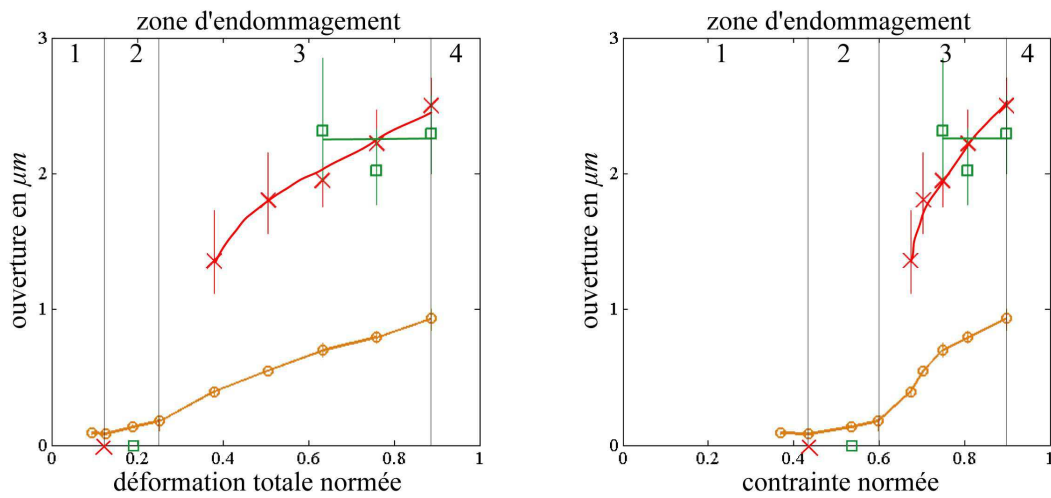 zone d'endommagement
1 2 3 4
3
2
1
0
ouverture en μm
0.2 0.4 0.6 0.8 1
déformation totale normée
zone d'endommagement
1 2 3 4
3
2
1
0
ouverture en μm
0 0.2 0.4 0.6 0.8 1
contrainte normée